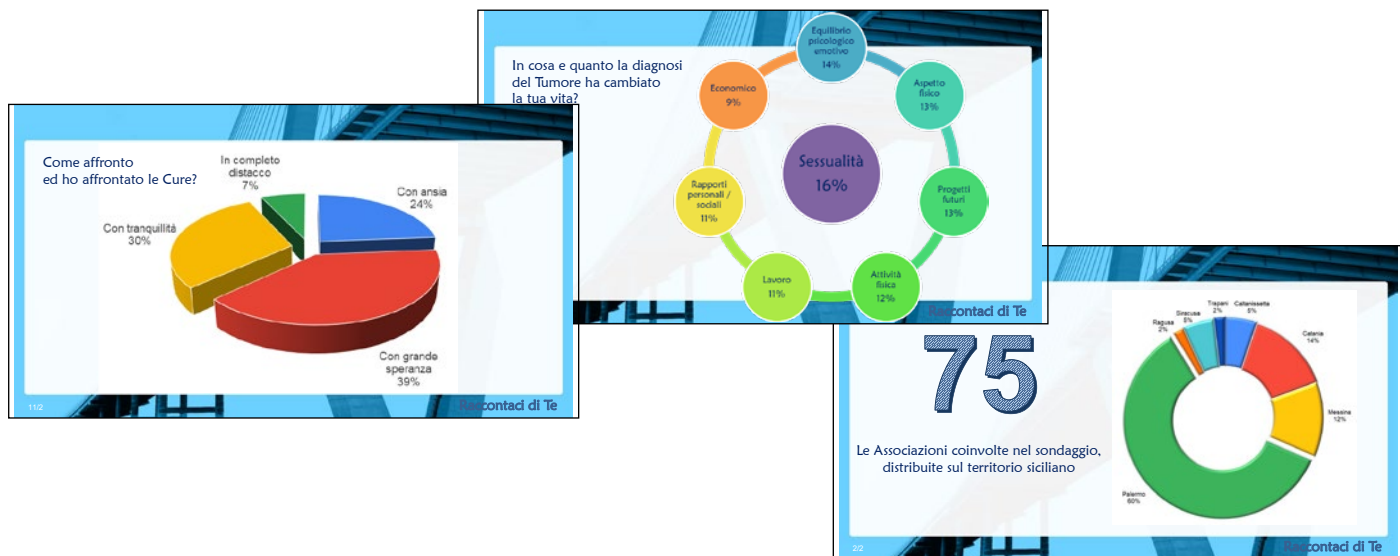 Come affronto
ed ho affrontato le Cure?
In completo
distacco
7%
Con ansia
24%
Con tranquillità
30%
Con grande
speranza
39%
11/2
Raccontaci di Te
In cosa e quanto la diagnosi
del Tumore ha cambiato
la tua vita?
Equilibrio
psicologico
emotivo
14%
Aspetto
fisico
13%
Progetti
futuri
13%
Attività
fisica
12%
Lavoro
11%
Rapporti
personali /
sociali
11%
Economico
9%
Sessualità
16%
Raccontaci di Te
75
Le Associazioni coinvolte nel sondaggio,
distribuite sul territorio siciliano
Ragusa
2%
Siracusa
5%
Trapani
2%
Caltanissetta
5%
Catania
14%
Messina
12%
Palermo
60%
2/2
Raccontaci di Te